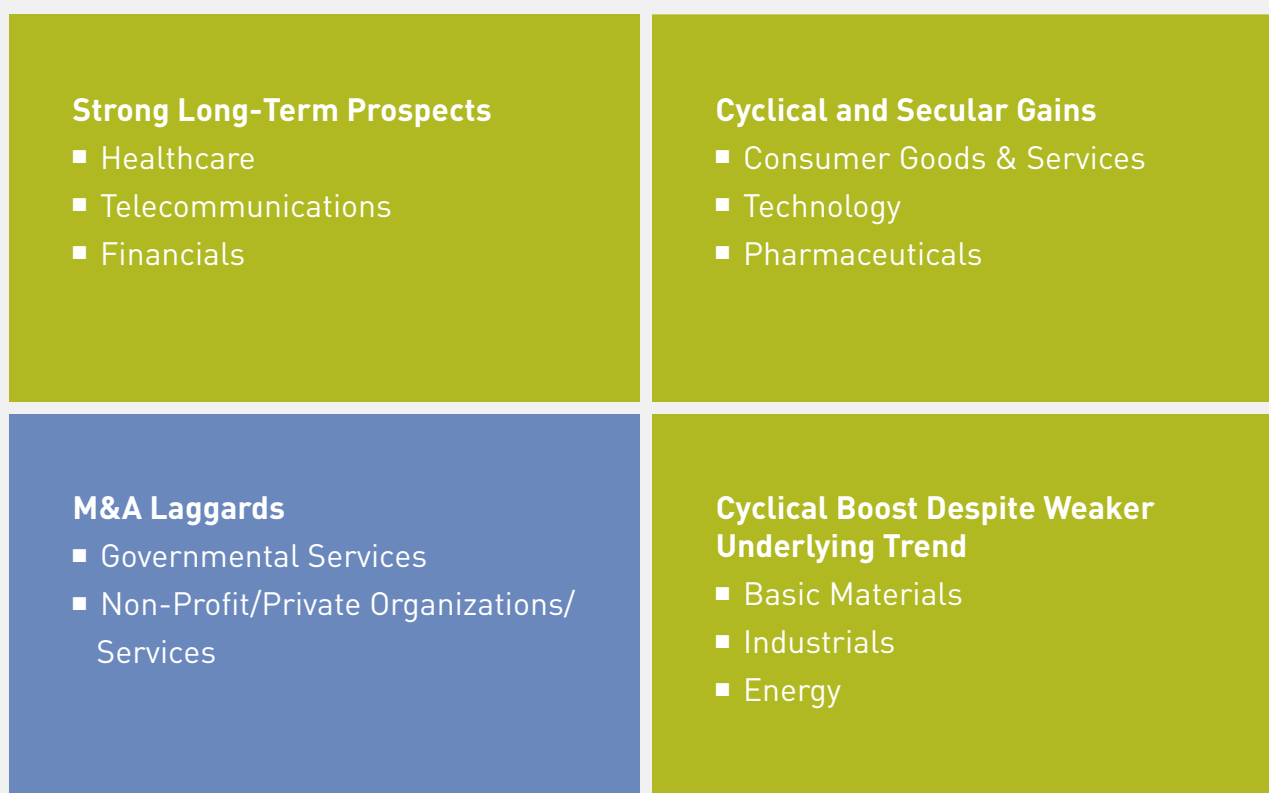 Strong Long-Term Prospects
▪ Healthcare
▪ Telecommunications
▪ Financials
Cyclical and Secular Gains
▪ Consumer Goods & Services
▪ Technology
▪ Pharmaceuticals
M&A Laggards
▪ Governmental Services
▪ Non-Profit/Private Organizations/
Services
Cyclical Boost Despite Weaker
Underlying Trend
▪ Basic Materials
▪ Industrials
▪ Energy